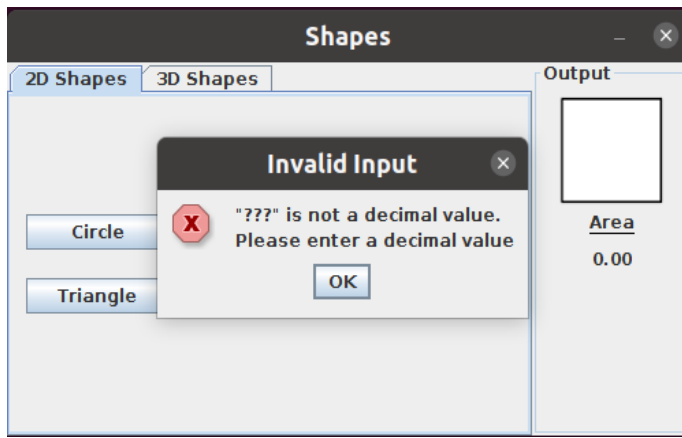 Shapes
2D Shapes 3D Shapes
Output
Invalid Input
"???" is not a decimal value.
Please enter a decimal value
OK
Circle
Triangle
Area
0.00